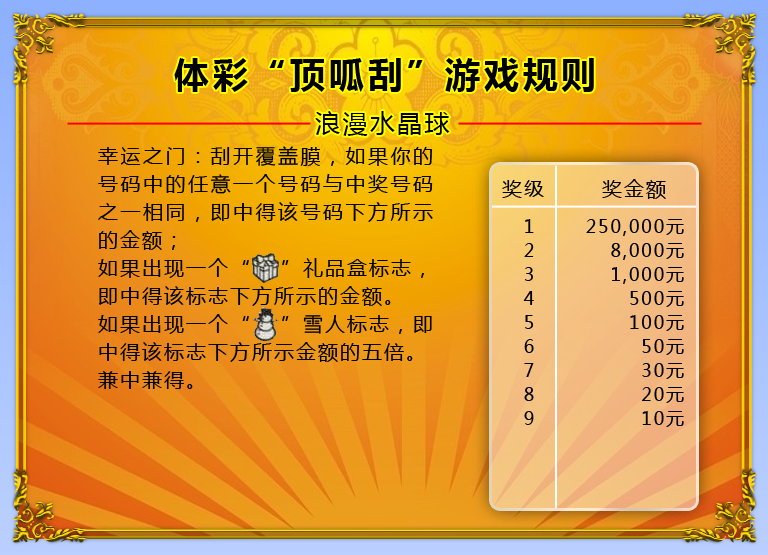 体彩“顶呱刮”游戏规则
浪漫水晶球
幸运之门：刮开覆盖膜，如果你的
号码中的任意一个号码与中奖号码
之一相同，即中得该号码下方所示
的金额；
如果出现一个“”礼品盒标志，
即中得该标志下方所示的金额。
如果出现一个“”雪人标志，即
中得该标志下方所示金额的五倍。
兼中兼得。
奖级 奖金额
1 250,000元
2 8,000元
3 1,000元
4 500元
5 100元
6 50元
7 30元
8 20元
9 10元